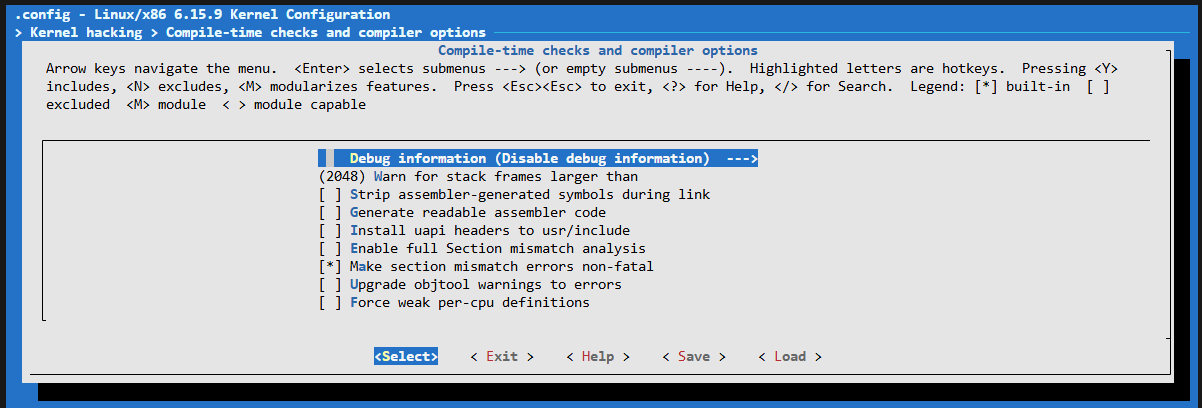 .config - Linux/x86 6.15.9 Kernel Configuration
> Kernel hacking > Compile-time checks and compiler options
Compile-time checks and compiler options
Arrow keys navigate the menu.  <Enter> selects submenus ---> (or empty submenus ----).  Highlighted letters are hotkeys.  Pressing <Y>
includes, <N> excludes, <M> modularizes features.  Press <Esc><Esc> to exit, <?> for Help, </> for Search.  Legend: [*] built-in  [ ]
excluded  <M> module  < > module capable
Debug information (Disable debug information)  --->
(2048) Warn for stack frames larger than
[ ] Strip assembler-generated symbols during link
[ ] Generate readable assembler code
[ ] Install uapi headers to usr/include
[ ] Enable full Section mismatch analysis
[*] Make section mismatch errors non-fatal
[ ] Upgrade objtool warnings to errors
[ ] Force weak per-cpu definitions
<Select>    < Exit >    < Help >    < Save >    < Load >